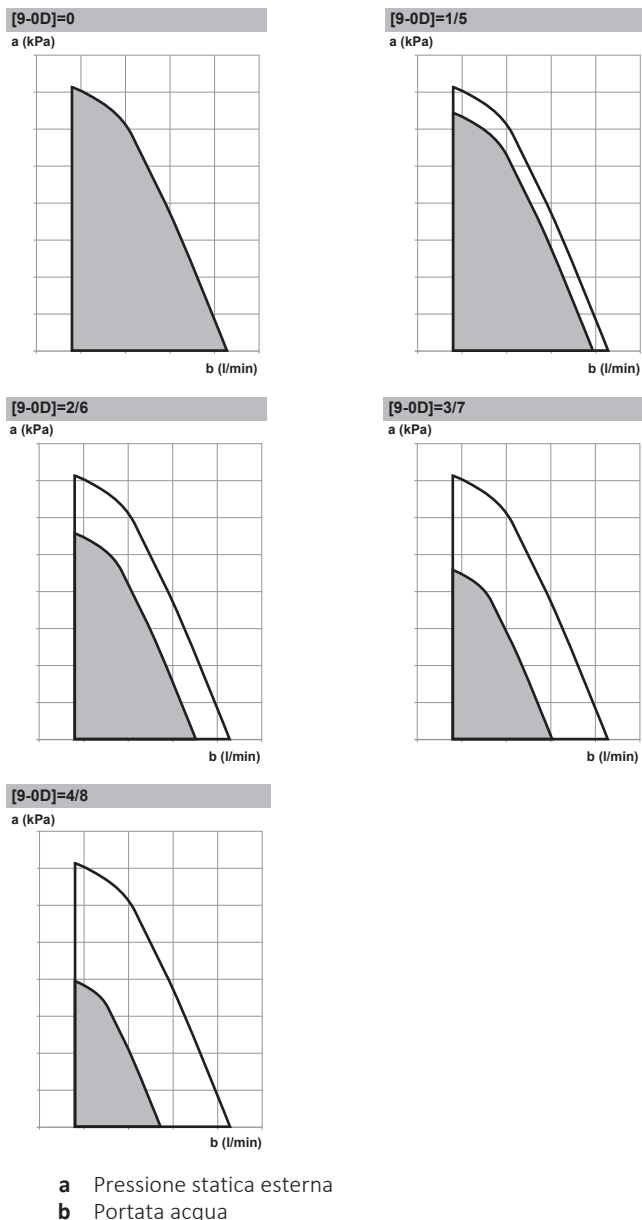 [9-0D]=0
a (kPa)
b (l/min)
[9-0D]=1/5
a (kPa)
b (l/min)
[9-0D]=2/6
a (kPa)
b (l/min)
[9-0D]=3/7
a (kPa)
b (l/min)
[9-0D]=4/8
a (kPa)
b (l/min)
a Pressione statica esterna
b Portata acqua